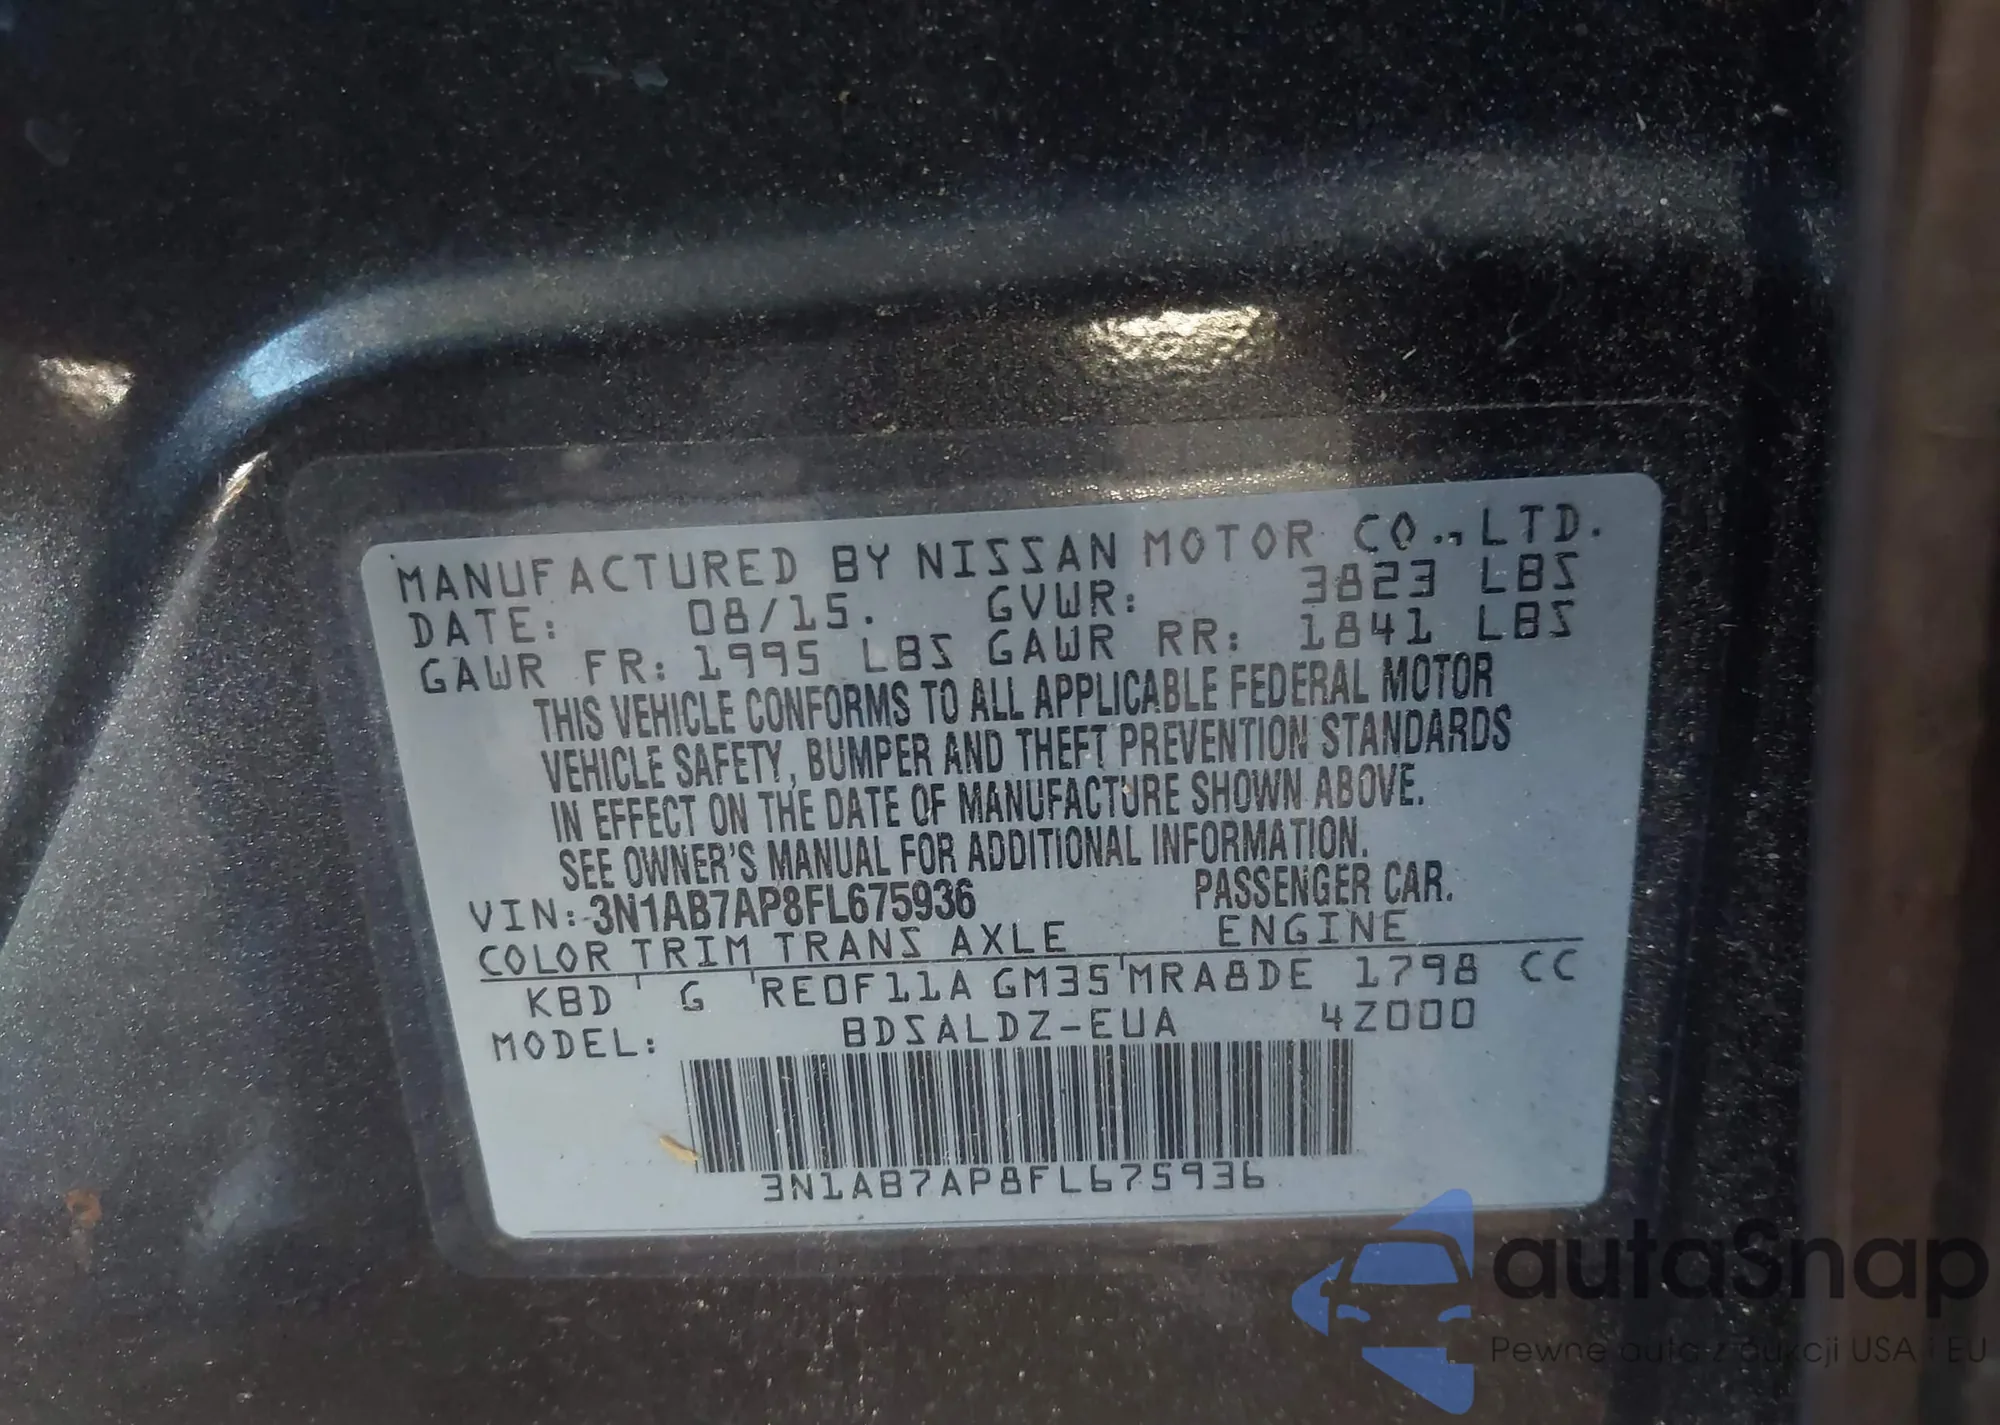 MANUFACTURED BY NISSAN MOTOR CO., LTD.
DATE: 08/15. GVWR: 3823 LBS
GAWR FR: 1995 LBS GAWR RR: 1841 LBS
THIS VEHICLE CONFORMS TO ALL APPLICABLE FEDERAL MOTOR
VEHICLE SAFETY, BUMPER AND THEFT PREVENTION STANDARDS
IN EFFECT ON THE DATE OF MANUFACTURE SHOWN ABOVE.
SEE OWNER'S MANUAL FOR ADDITIONAL INFORMATION.
VIN: 3N1AB7AP8FL675936 PASSENGER CAR.
COLOR TRIM TRANS AXLE ENGINE
KBD G RE0F11A GM35 MRA8DE 1798 CC
MODEL: BDSALDZ-EUA 4Z000
3N1AB7AP8FL675936
autaSnap
Pewne auta z aukcji USA i EU